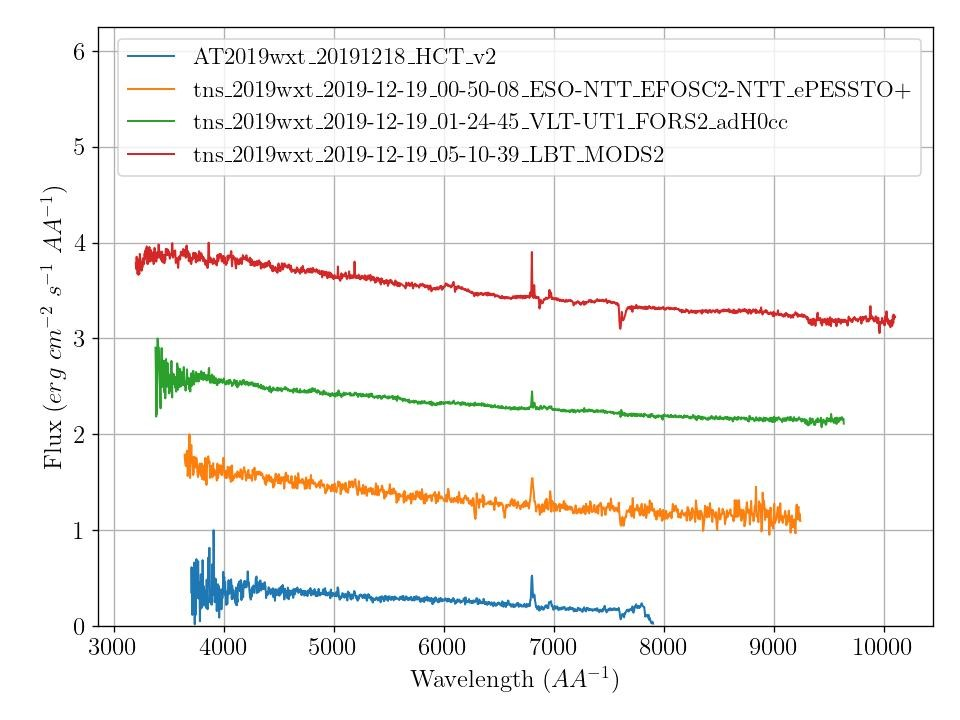 AT2019wxt_20191218_HCT_v2
tns_2019wxt_2019-12-19_00-50-08_ESO-NTT_EFOSC2-NTT_ePESSTO+
tns_2019wxt_2019-12-19_01-24-45_VLT-UT1_FORS2_adH0cc
tns_2019wxt_2019-12-19_05-10-39_LBT_MODS2
6
5
4
3
2
1
0
Flux (erg cm⁻² s⁻¹ AA⁻¹)
3000 4000 5000 6000 7000 8000 9000 10000
Wavelength (AA⁻¹)